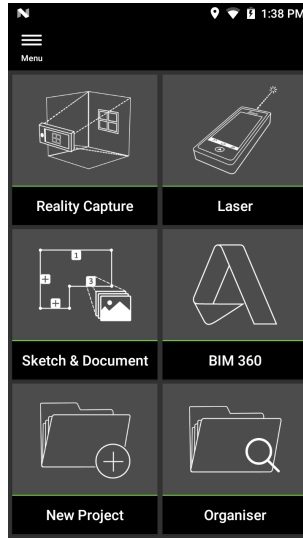 1:38 PM
Menu
Reality Capture
Laser
1
3
Sketch & Document
BIM 360
New Project
Organiser